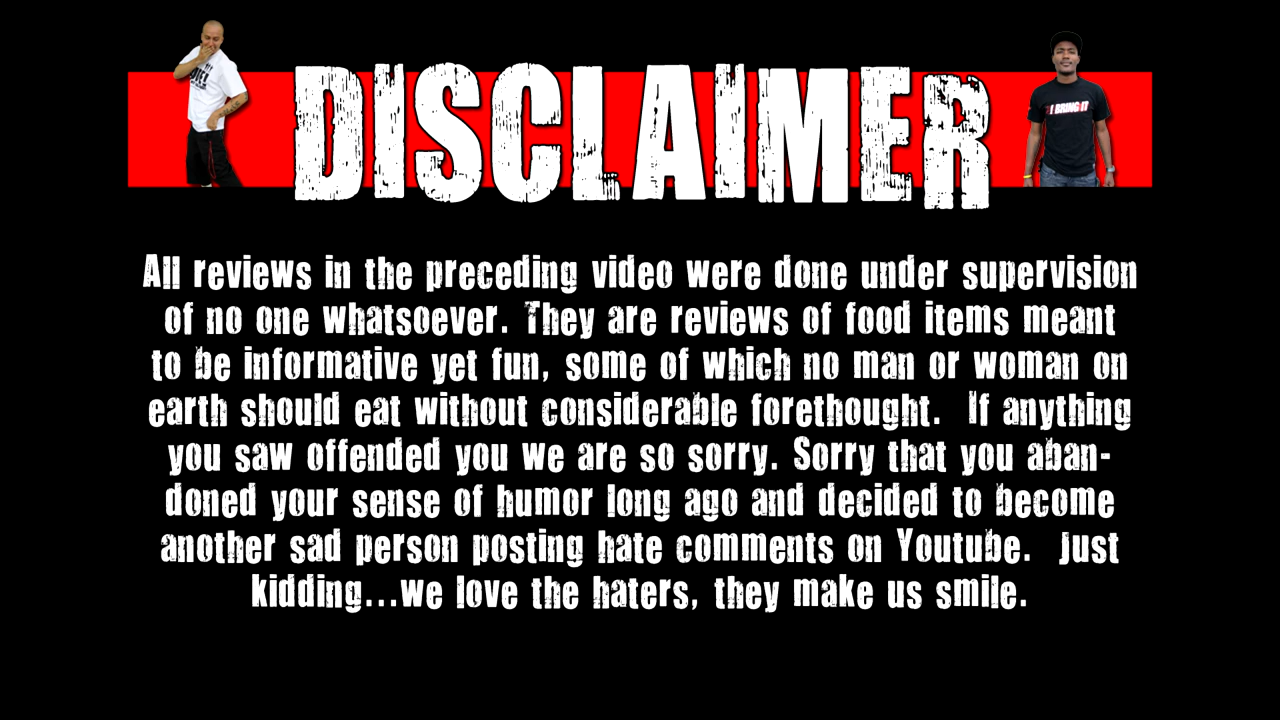 DISCLAIMER
I BRING IT
All reviews in the preceding video were done under supervision
of no one whatsoever. They are reviews of food items meant
to be informative yet fun, some of which no man or woman on
earth should eat without considerable forethought. If anything
you saw offended you we are so sorry. Sorry that you aban-
doned your sense of humor long ago and decided to become
another sad person posting hate comments on Youtube. Just
kidding...we love the haters, they make us smile.